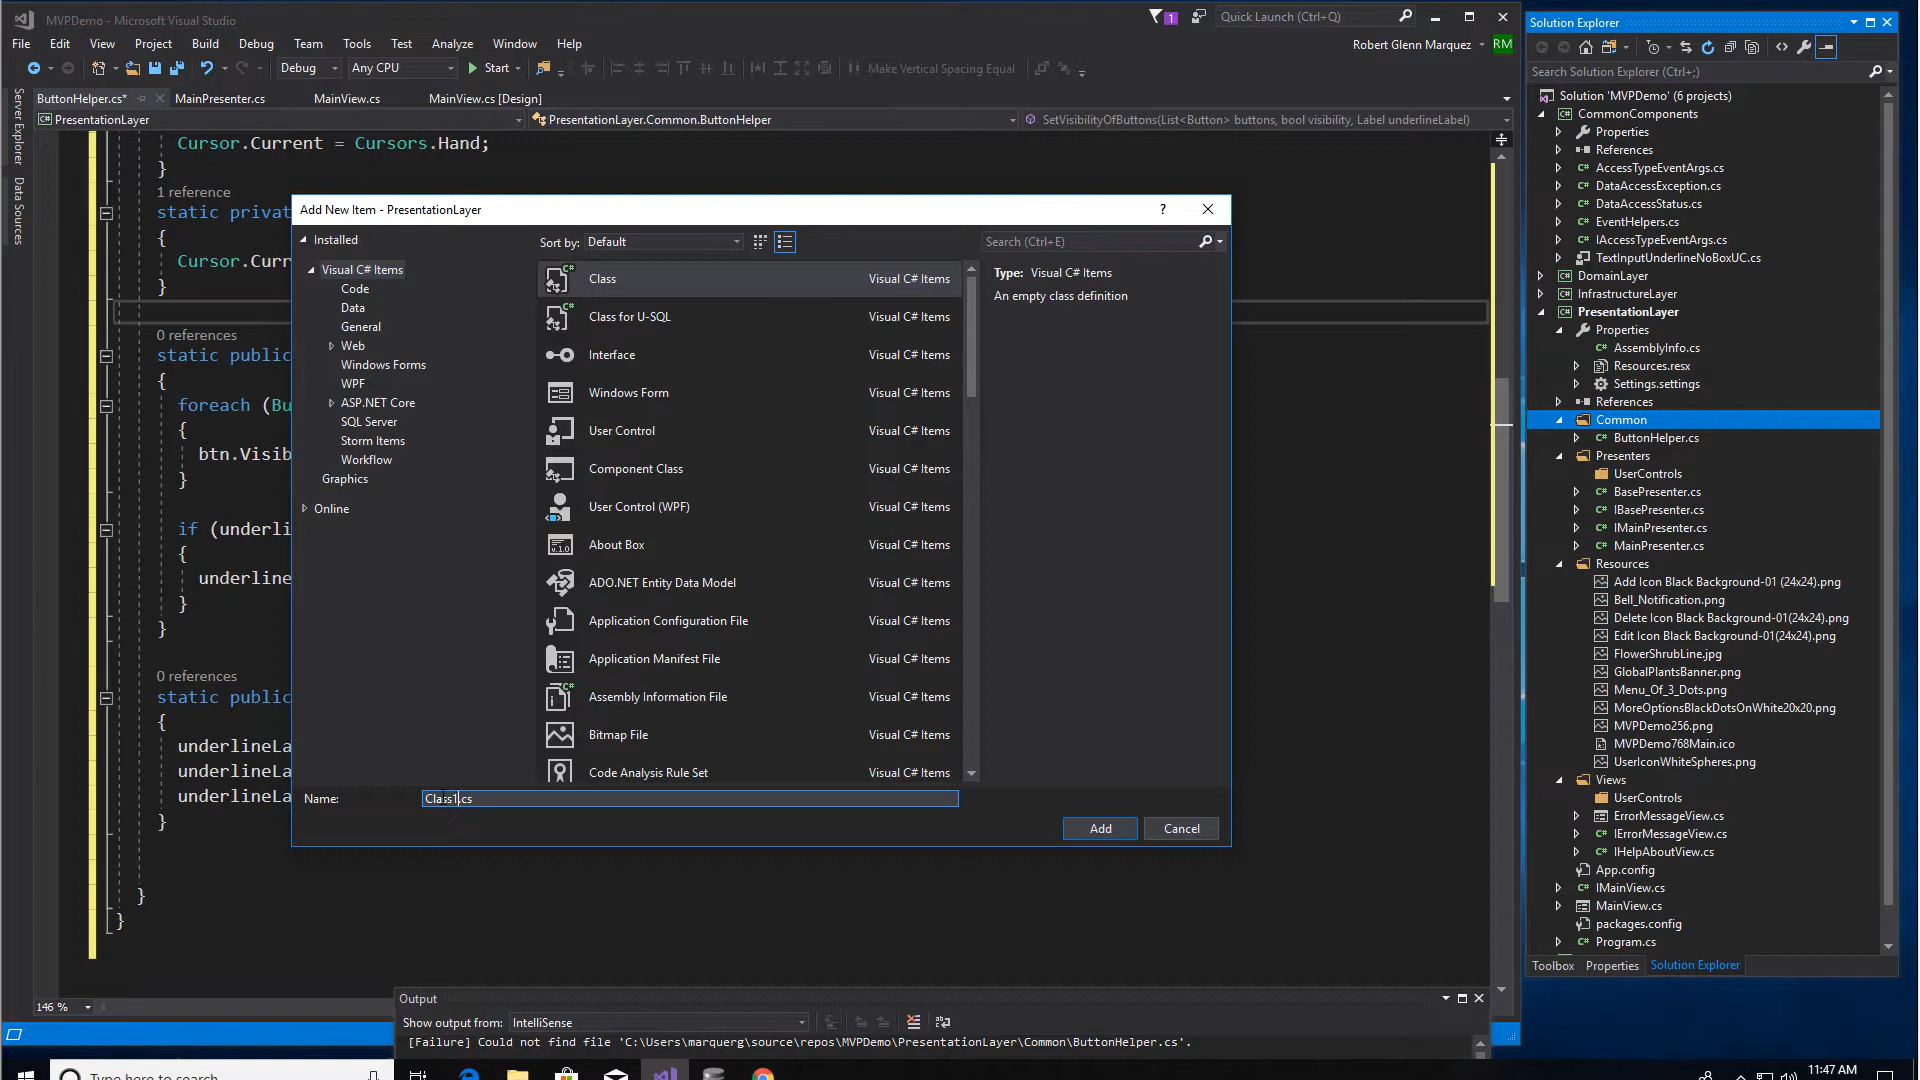 MVPDemo - Microsoft Visual Studio
1
Quick Launch (Ctrl+Q)
File Edit View Project Build Debug Team Tools Test Analyze Window Help
Robert Glenn Marquez
RM
Debug
Any CPU
Start
Make Vertical Spacing Equal
ButtonHelper.cs*
MainPresenter.cs
MainView.cs
MainView.cs [Design]
PresentationLayer
PresentationLayer.Common.ButtonHelper
SetVisibilityOfButtons(List<Button> buttons, bool visibility, Label underlineLabel)
Server Explorer
Data Sources
Cursor.Current = Cursors.Hand;
}
1 reference
static privat
{
Cursor.Curr
}
0 references
static public
{
foreach (Bu
{
btn.Visib
}
if (underli
{
underline
}
}
0 references
static public
{
underlineLa
underlineLa
underlineLa
}
}
}
146 %
Add New Item - PresentationLayer
?
Installed
Visual C# Items
Code
Data
General
Web
Windows Forms
WPF
ASP.NET Core
SQL Server
Storm Items
Workflow
Graphics
Online
Sort by: Default
Search (Ctrl+E)
Class Visual C# Items
Class for U-SQL Visual C# Items
Interface Visual C# Items
Windows Form Visual C# Items
User Control Visual C# Items
Component Class Visual C# Items
User Control (WPF) Visual C# Items
About Box Visual C# Items
ADO.NET Entity Data Model Visual C# Items
Application Configuration File Visual C# Items
Application Manifest File Visual C# Items
Assembly Information File Visual C# Items
Bitmap File Visual C# Items
Code Analysis Rule Set Visual C# Items
Type: Visual C# Items
An empty class definition
Name: Class1.cs
Add
Cancel
Output
Show output from: IntelliSense
[Failure] Could not find file 'C:\Users\marquerg\source\repos\MVPDemo\PresentationLayer\Common\ButtonHelper.cs'.
Solution Explorer
Search Solution Explorer (Ctrl+;)
Solution 'MVPDemo' (6 projects)
CommonComponents
Properties
References
AccessTypeEventArgs.cs
DataAccessException.cs
DataAccessStatus.cs
EventHelpers.cs
IAccessTypeEventArgs.cs
TextInputUnderlineNoBoxUC.cs
DomainLayer
InfrastructureLayer
PresentationLayer
Properties
AssemblyInfo.cs
Resources.resx
Settings.settings
References
Common
ButtonHelper.cs
Presenters
UserControls
BasePresenter.cs
IBasePresenter.cs
IMainPresenter.cs
MainPresenter.cs
Resources
Add Icon Black Background-01 (24x24).png
Bell_Notification.png
Delete Icon Black Background-01(24x24).png
Edit Icon Black Background-01(24x24).png
FlowerShrubLine.jpg
GlobalPlantsBanner.png
Menu_Of_3_Dots.png
MoreOptionsBlackDotsOnWhite20x20.png
MVPDemo256.png
MVPDemo768Main.ico
UserIconWhiteSpheres.png
Views
UserControls
ErrorMessageView.cs
IErrorMessageView.cs
IHelpAboutView.cs
App.config
IMainView.cs
MainView.cs
packages.config
Program.cs
Toolbox Properties Solution Explorer
Type here to search
11:47 AM